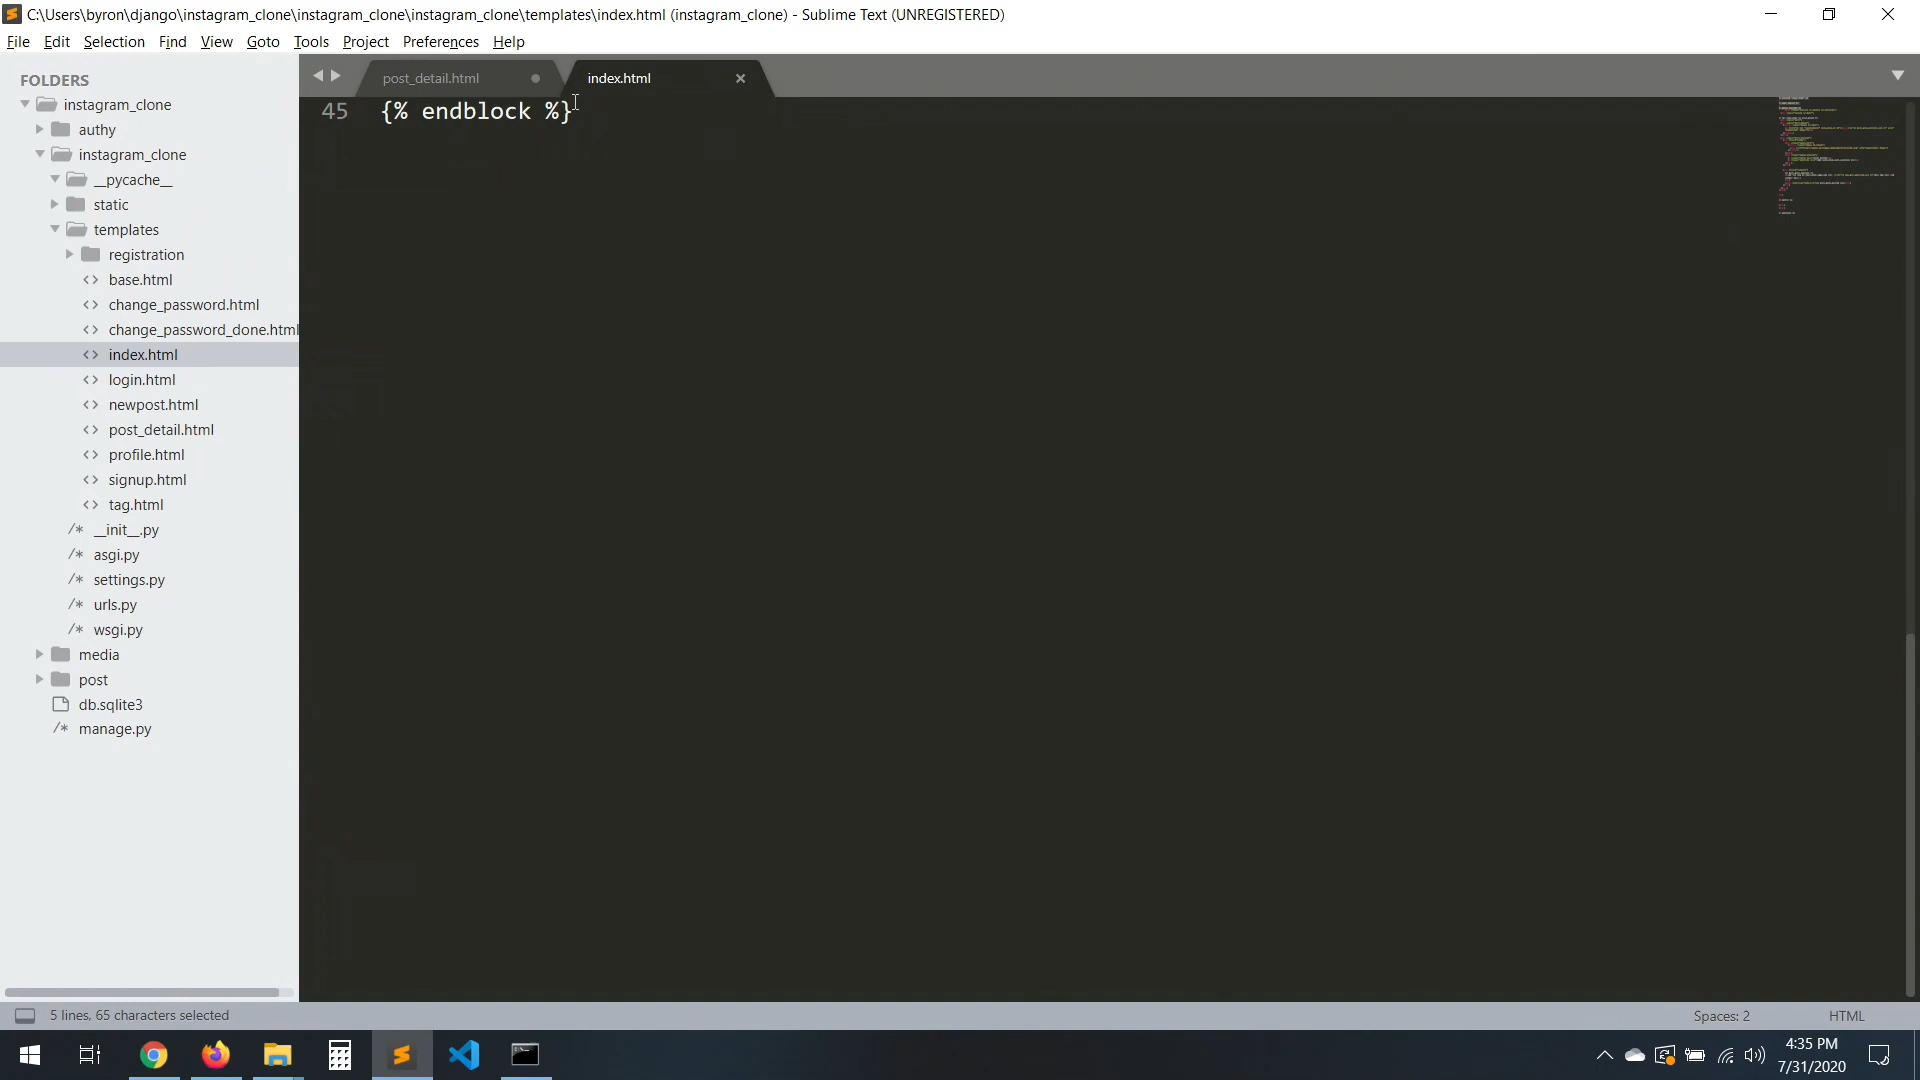 C:\Users\byron\django\instagram_clone\instagram_clone\instagram_clone\templates\index.html (instagram_clone) - Sublime Text (UNREGISTERED)
File Edit Selection Find View Goto Tools Project Preferences Help
FOLDERS
instagram_clone
authy
instagram_clone
__pycache__
static
templates
registration
<> base.html
<> change_password.html
<> change_password_done.html
<> index.html
<> login.html
<> newpost.html
<> post_detail.html
<> profile.html
<> signup.html
<> tag.html
/* __init__.py
/* asgi.py
/* settings.py
/* urls.py
/* wsgi.py
media
post
db.sqlite3
/* manage.py
post_detail.html index.html
45 {% endblock %}
5 lines, 65 characters selected Spaces: 2 HTML
4:35 PM
7/31/2020